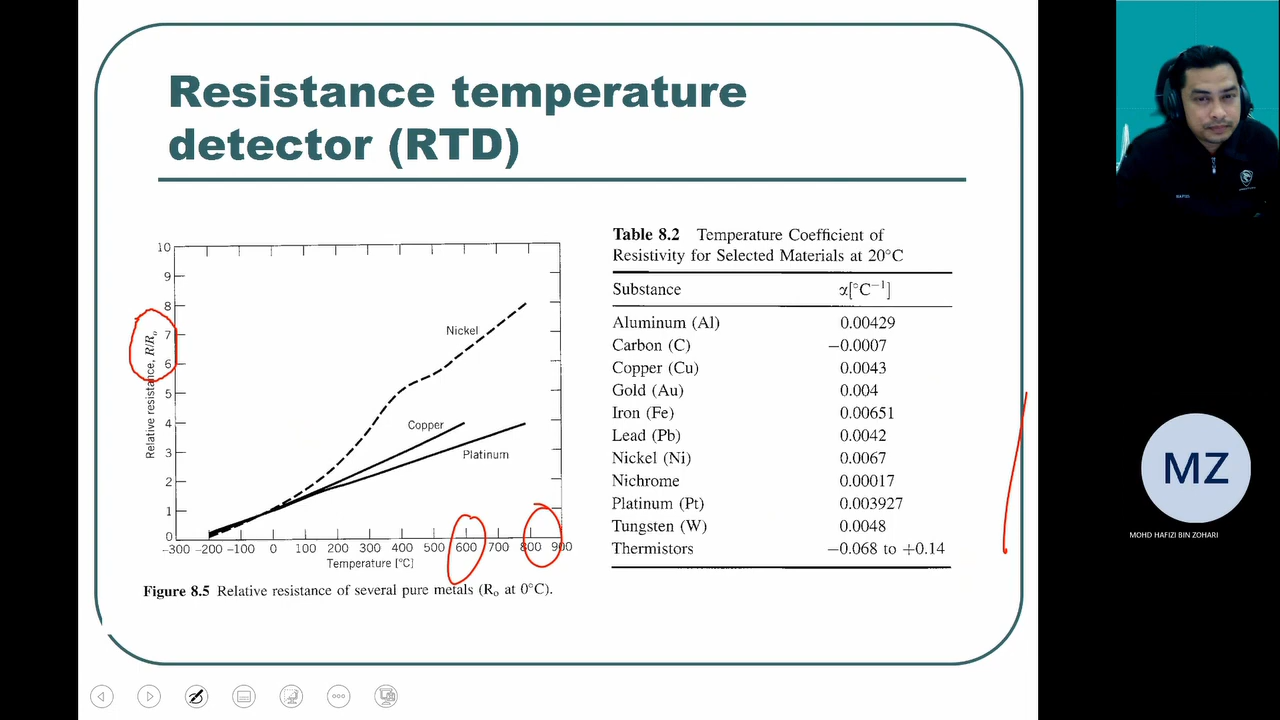 Resistance temperature
detector (RTD)
10
9
8
7
6
5
4
3
2
1
0
Relative resistance, R/R₀
Nickel
Copper
Platinum
-300 -200 -100 0 100 200 300 400 500 600 700 800 900
Temperature [°C]
Figure 8.5 Relative resistance of several pure metals (R₀ at 0°C).
Table 8.2 Temperature Coefficient of
Resistivity for Selected Materials at 20°C
Substance α[°C⁻¹]
Aluminum (Al) 0.00429
Carbon (C) −0.0007
Copper (Cu) 0.0043
Gold (Au) 0.004
Iron (Fe) 0.00651
Lead (Pb) 0.0042
Nickel (Ni) 0.0067
Nichrome 0.00017
Platinum (Pt) 0.003927
Tungsten (W) 0.0048
Thermistors −0.068 to +0.14
MZ
MOHD HAFIZI BIN ZOHARI